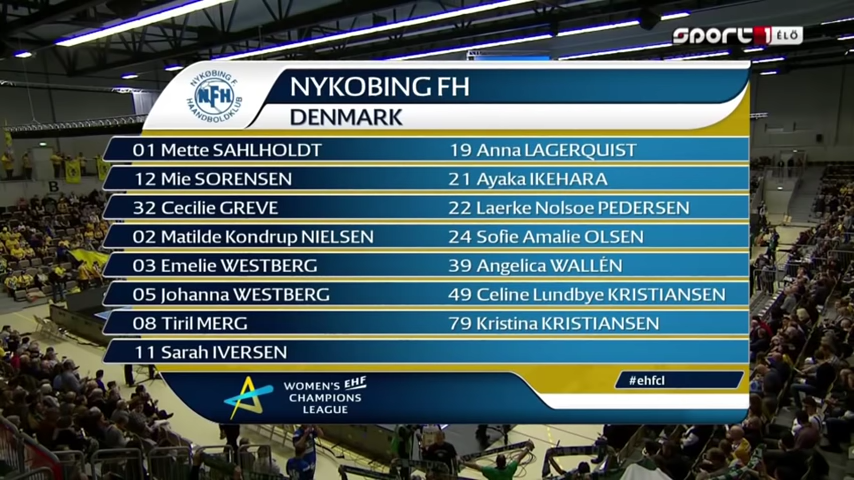 sport1 ÉLŐ
NYKØBING F
NFH
HAANDBOLDKLUB
NYKOBING FH
DENMARK
01 Mette SAHLHOLDT
12 Mie SORENSEN
32 Cecilie GREVE
02 Matilde Kondrup NIELSEN
03 Emelie WESTBERG
05 Johanna WESTBERG
08 Tiril MERG
11 Sarah IVERSEN
19 Anna LAGERQUIST
21 Ayaka IKEHARA
22 Laerke Nolsoe PEDERSEN
24 Sofie Amalie OLSEN
39 Angelica WALLÉN
49 Celine Lundbye KRISTIANSEN
79 Kristina KRISTIANSEN
WOMEN'S EHF
CHAMPIONS
LEAGUE
#ehfcl
B